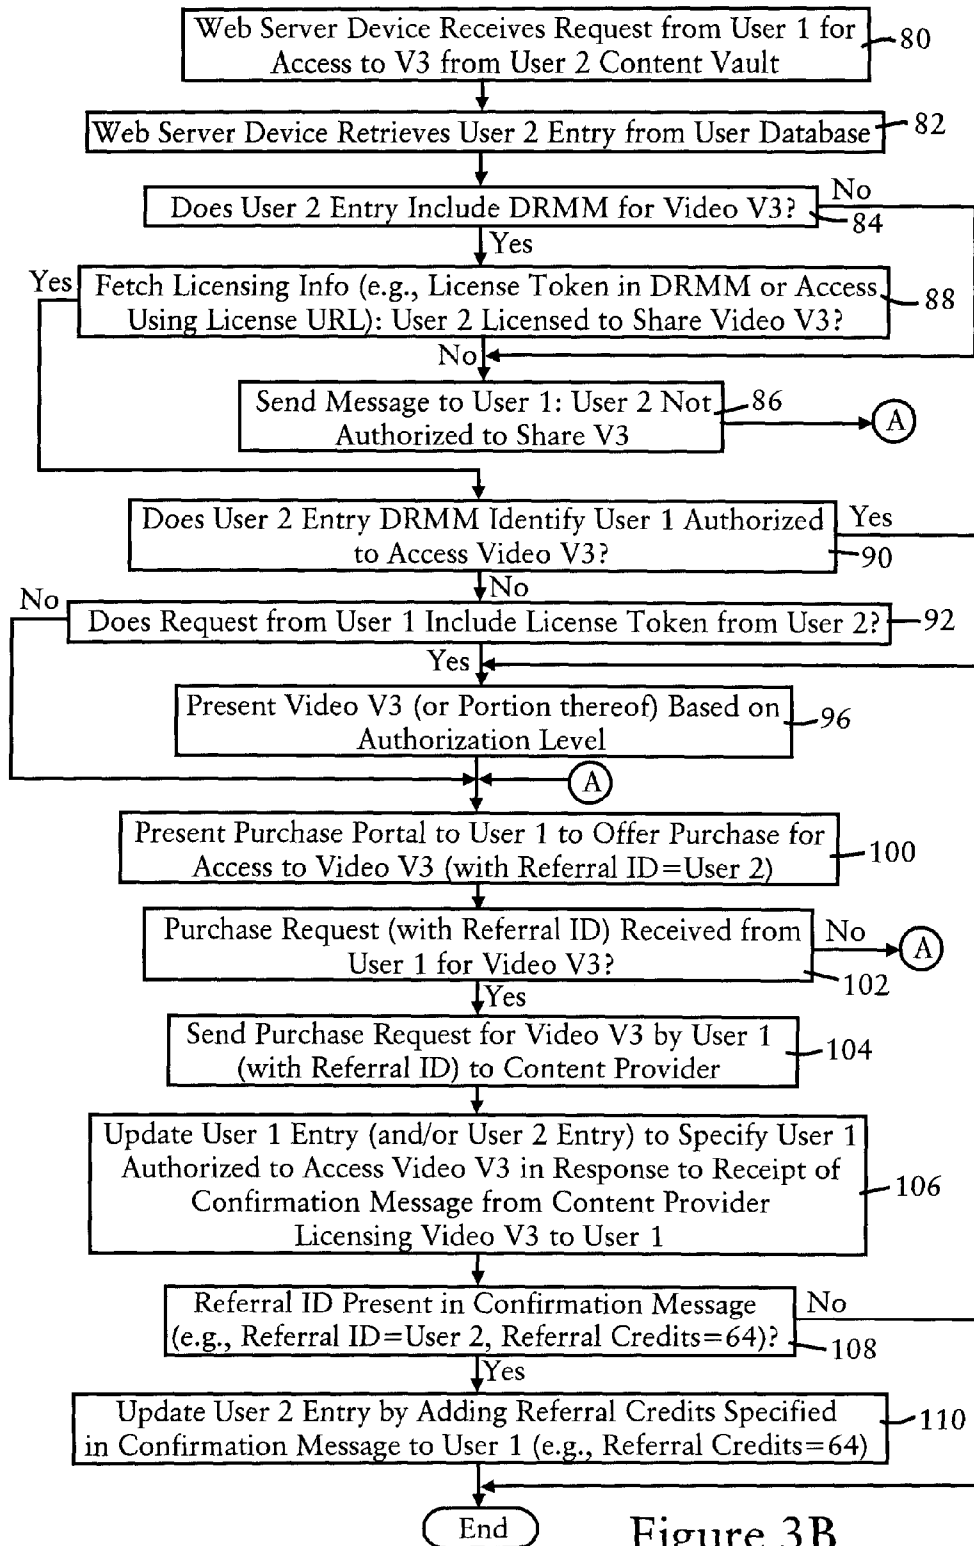 Web Server Device Receives Request from User 1 for
Access to V3 from User 2 Content Vault
80
Web Server Device Retrieves User 2 Entry from User Database
82
Does User 2 Entry Include DRMM for Video V3?
No
84
Yes
Yes
Fetch Licensing Info (e.g., License Token in DRMM or Access
Using License URL): User 2 Licensed to Share Video V3?
88
No
Send Message to User 1: User 2 Not
Authorized to Share V3
86
A
Does User 2 Entry DRMM Identify User 1 Authorized
to Access Video V3?
Yes
90
No
No
Does Request from User 1 Include License Token from User 2?
92
Yes
Present Video V3 (or Portion thereof) Based on
Authorization Level
96
A
Present Purchase Portal to User 1 to Offer Purchase for
Access to Video V3 (with Referral ID=User 2)
100
Purchase Request (with Referral ID) Received from
User 1 for Video V3?
No
A
102
Yes
Send Purchase Request for Video V3 by User 1
(with Referral ID) to Content Provider
104
Update User 1 Entry (and/or User 2 Entry) to Specify User 1
Authorized to Access Video V3 in Response to Receipt of
Confirmation Message from Content Provider
Licensing Video V3 to User 1
106
Referral ID Present in Confirmation Message
(e.g., Referral ID=User 2, Referral Credits=64)?
No
108
Yes
Update User 2 Entry by Adding Referral Credits Specified
in Confirmation Message to User 1 (e.g., Referral Credits=64)
110
End
Figure 3B